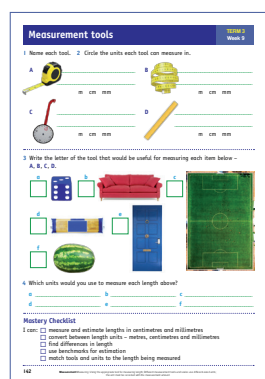 Measurement tools
TERM 3
Week 9
1 Name each tool. 2 Circle the units each tool can measure in.
A
B
m cm mm
m cm mm
C
D
m cm mm
m cm mm
3 Write the letter of the tool that would be useful for measuring each item below –
A, B, C, D.
a
b
c
d
e
f
4 Which units would you use to measure each length above?
a
b
c
d
e
f
Mastery Checklist
I can:
measure and estimate lengths in centimetres and millimetres
convert between length units – metres, centimetres and millimetres
find differences in length
use benchmarks for estimation
match tools and units to the length being measured
142